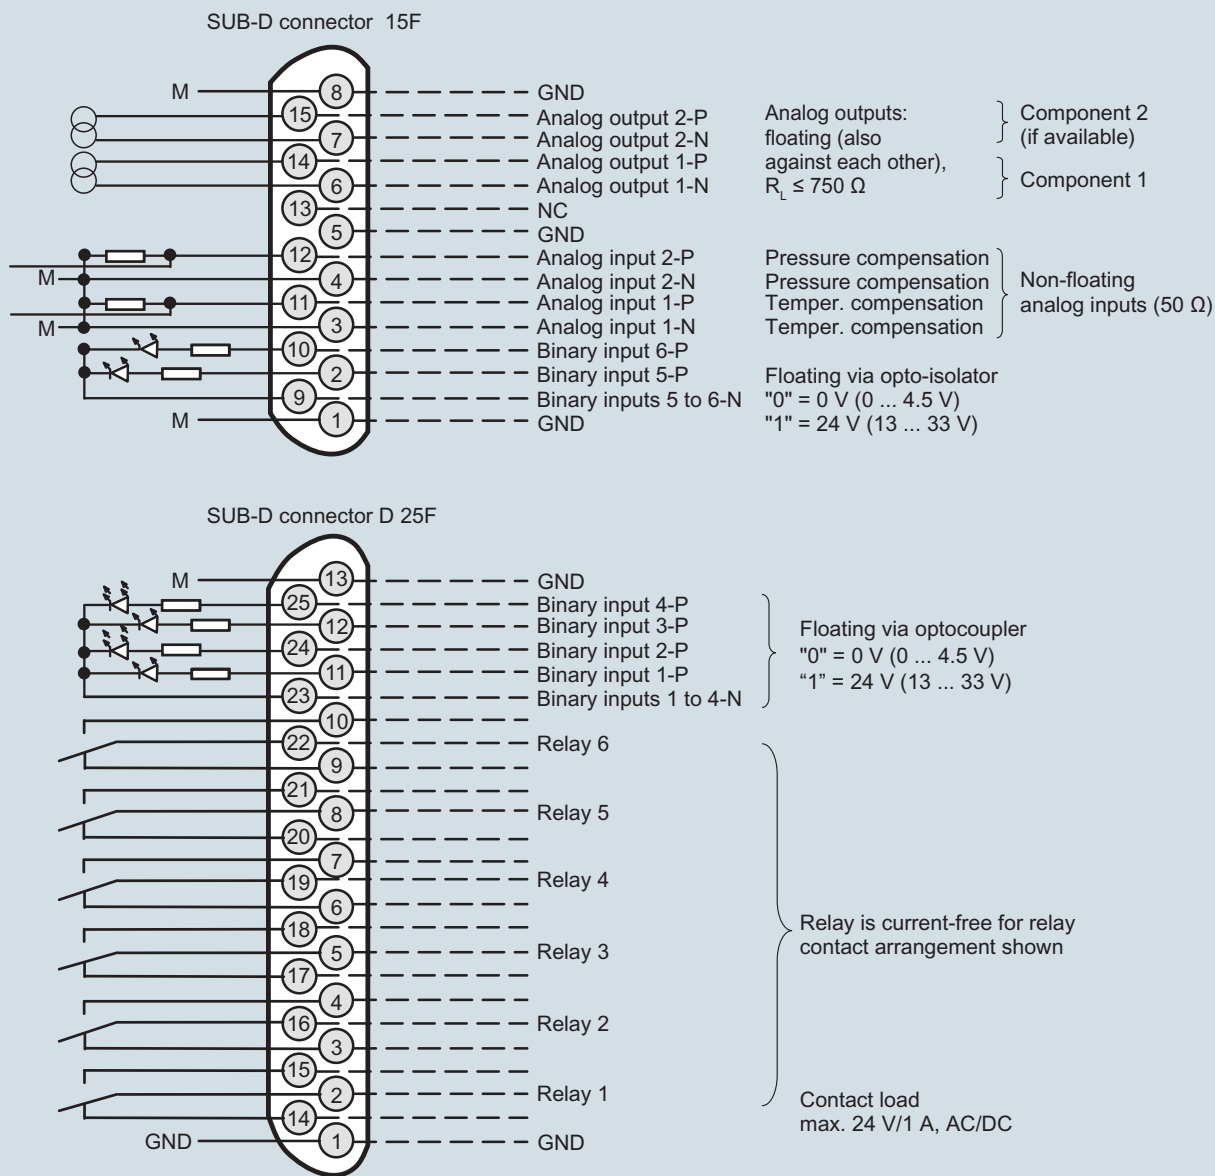 SUB-D connector 15F
M 8 GND
15 Analog output 2-P Analog outputs: Component 2
7 Analog output 2-N floating (also (if available)
14 Analog output 1-P against each other),
6 Analog output 1-N R_L ≤ 750 Ω Component 1
13 NC
5 GND
12 Analog input 2-P Pressure compensation
M 4 Analog input 2-N Pressure compensation Non-floating
11 Analog input 1-P Temper. compensation analog inputs (50 Ω)
M 3 Analog input 1-N Temper. compensation
10 Binary input 6-P
2 Binary input 5-P Floating via opto-isolator
9 Binary inputs 5 to 6-N "0" = 0 V (0 ... 4.5 V)
M 1 GND "1" = 24 V (13 ... 33 V)
SUB-D connector D 25F
M 13 GND
25 Binary input 4-P
12 Binary input 3-P Floating via optocoupler
24 Binary input 2-P "0" = 0 V (0 ... 4.5 V)
11 Binary input 1-P “1” = 24 V (13 ... 33 V)
23 Binary inputs 1 to 4-N
10
22 Relay 6
9
21
8 Relay 5
20
7
19 Relay 4
6
18 Relay is current-free for relay
5 Relay 3 contact arrangement shown
17
4
16 Relay 2
3
15
2 Relay 1 Contact load
14 max. 24 V/1 A, AC/DC
GND 1 GND